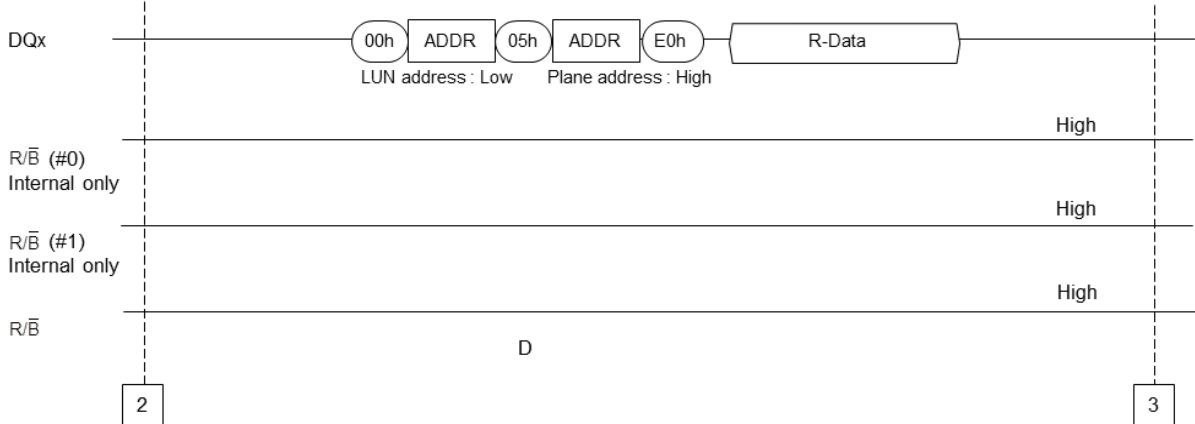 DQx 00h ADDR 05h ADDR E0h R-Data
LUN address : Low Plane address : High
High
R/B̅ (#0)
Internal only
High
R/B̅ (#1)
Internal only
High
R/B̅
D
2 3